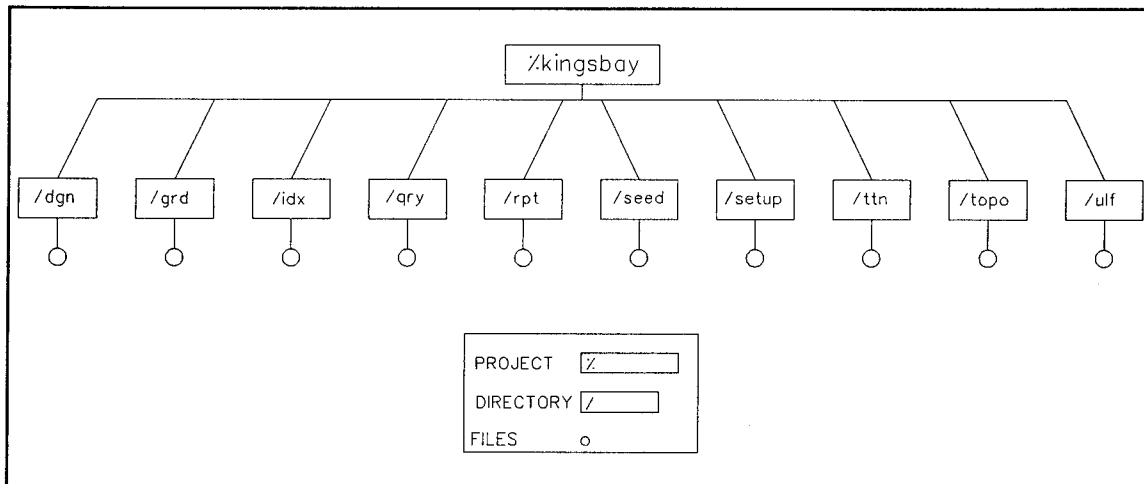 %kingsbay
/dgn /grd /idx /qry /rpt /seed /setup /ttn /topo /ulf
PROJECT %
DIRECTORY /
FILES